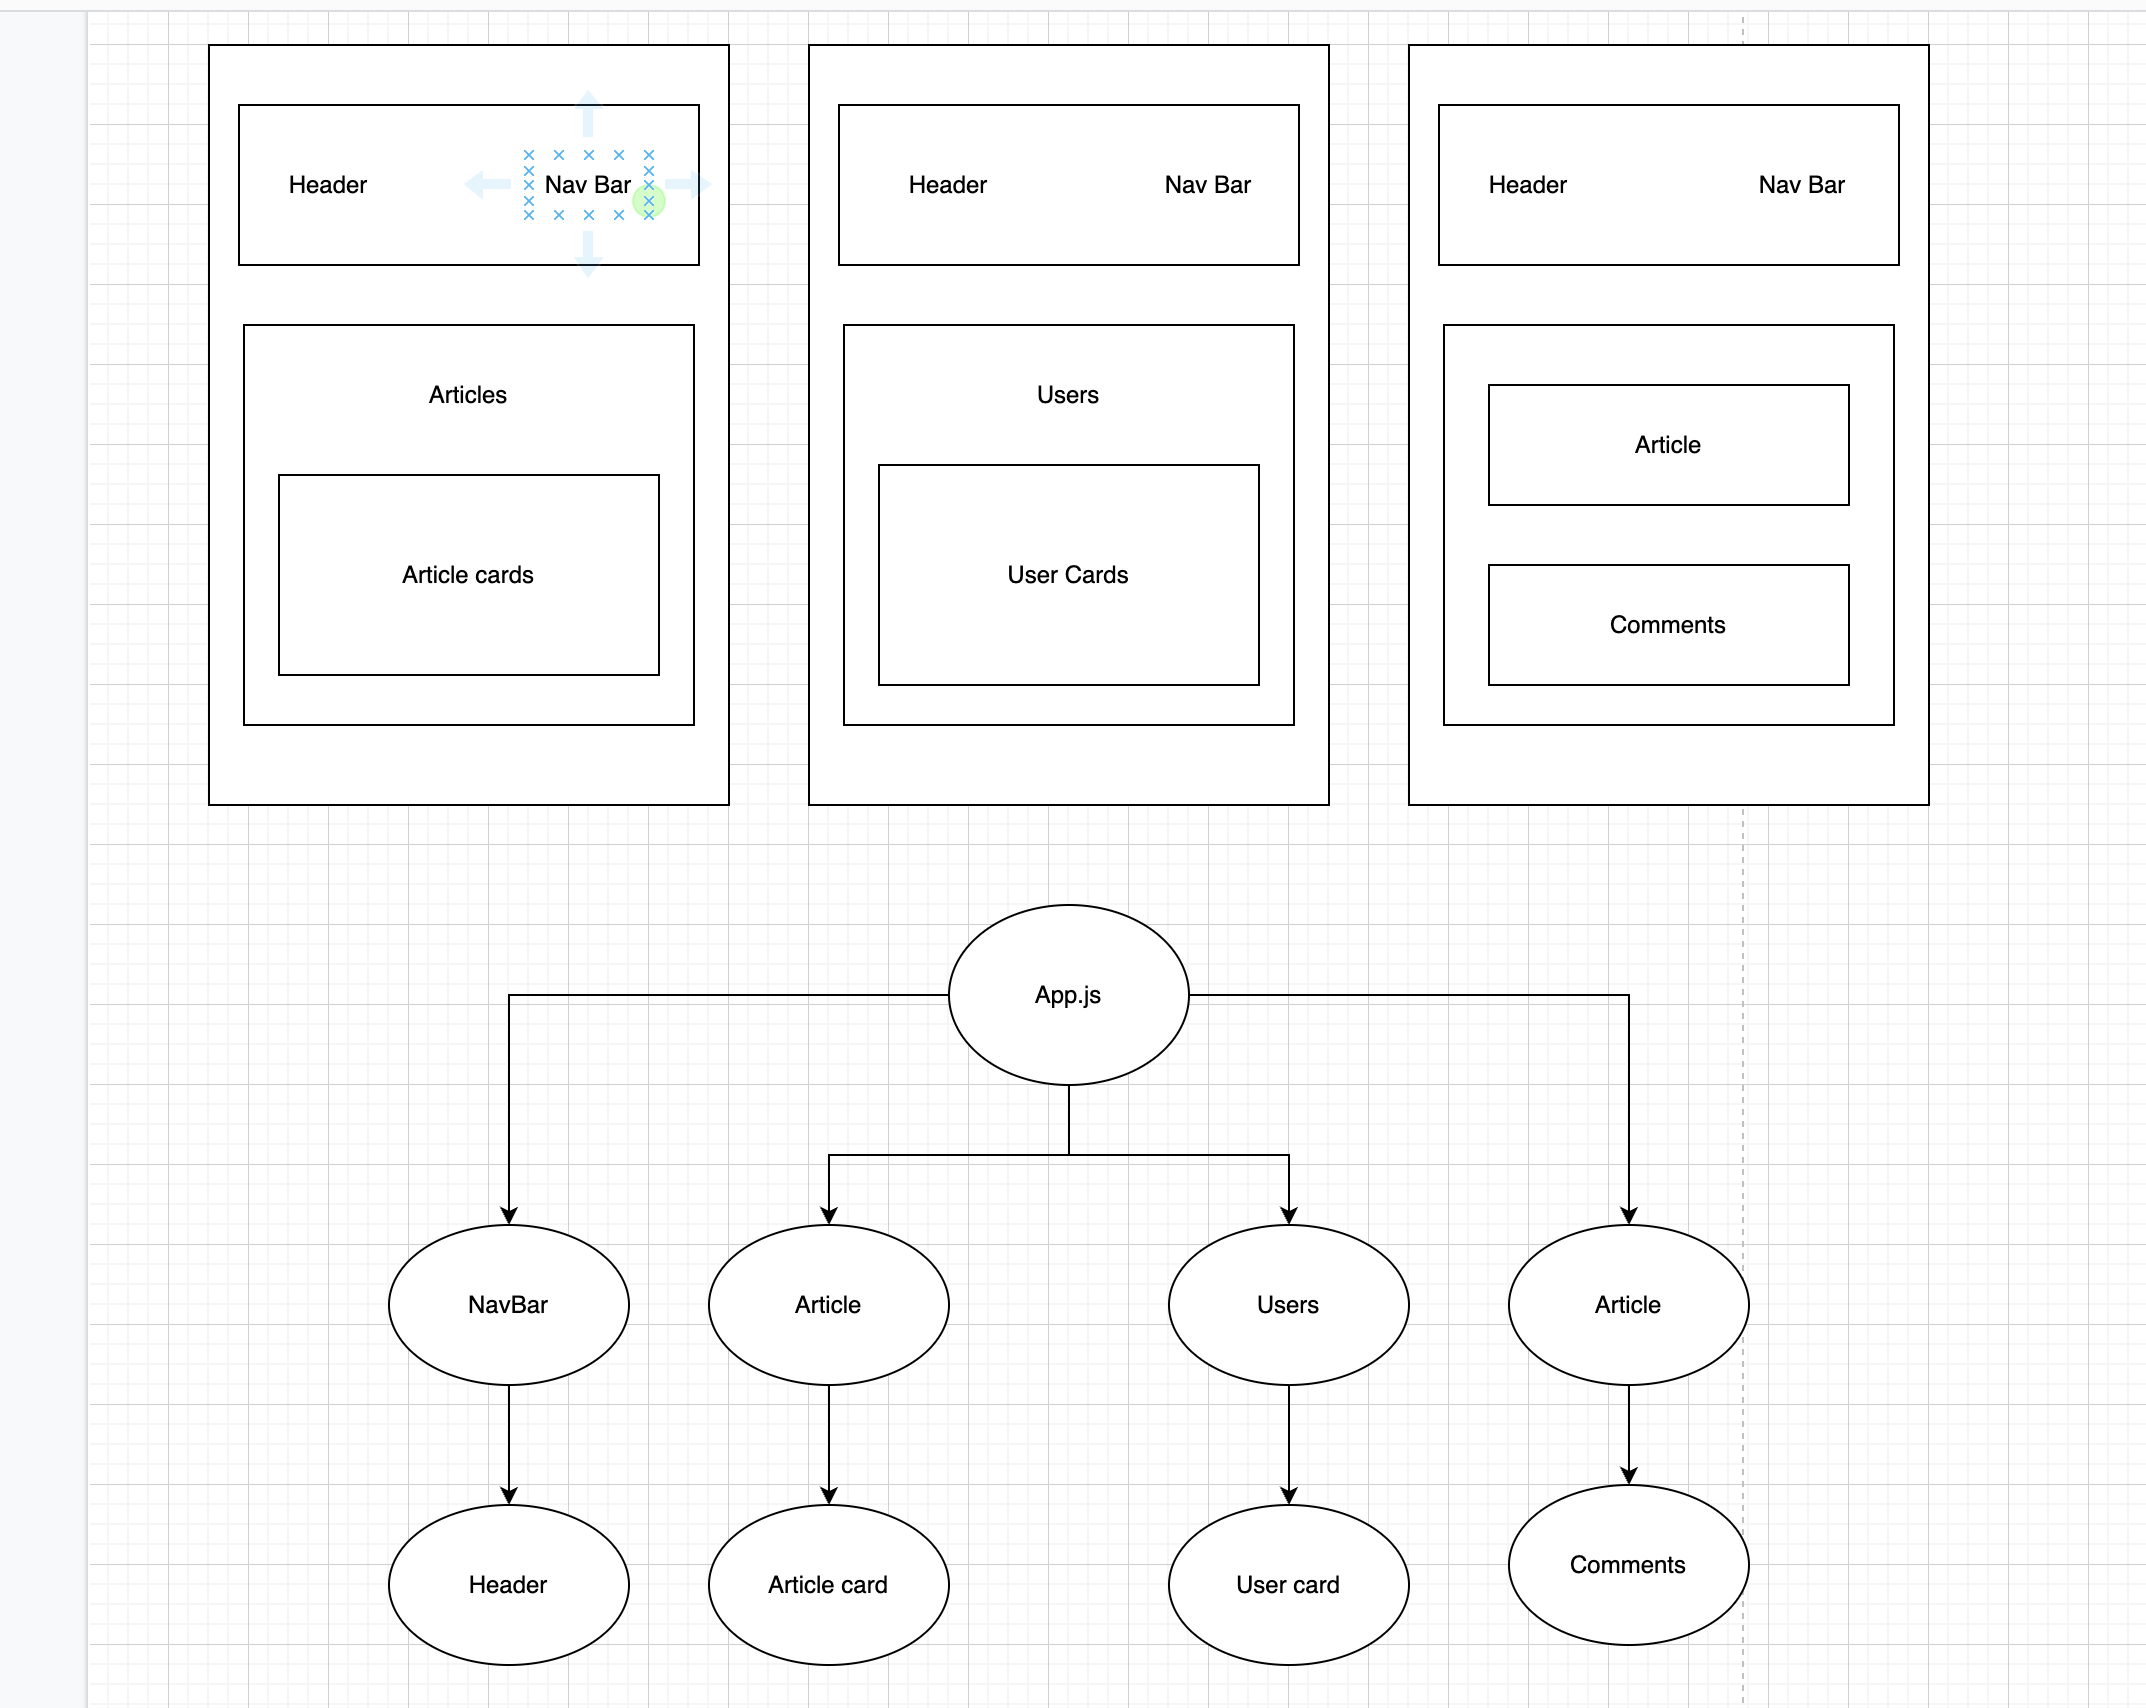 Header
Nav Bar
Articles
Article cards
Header
Nav Bar
Users
User Cards
Header
Nav Bar
Article
Comments
App.js
NavBar
Article
Users
Article
Header
Article card
User card
Comments